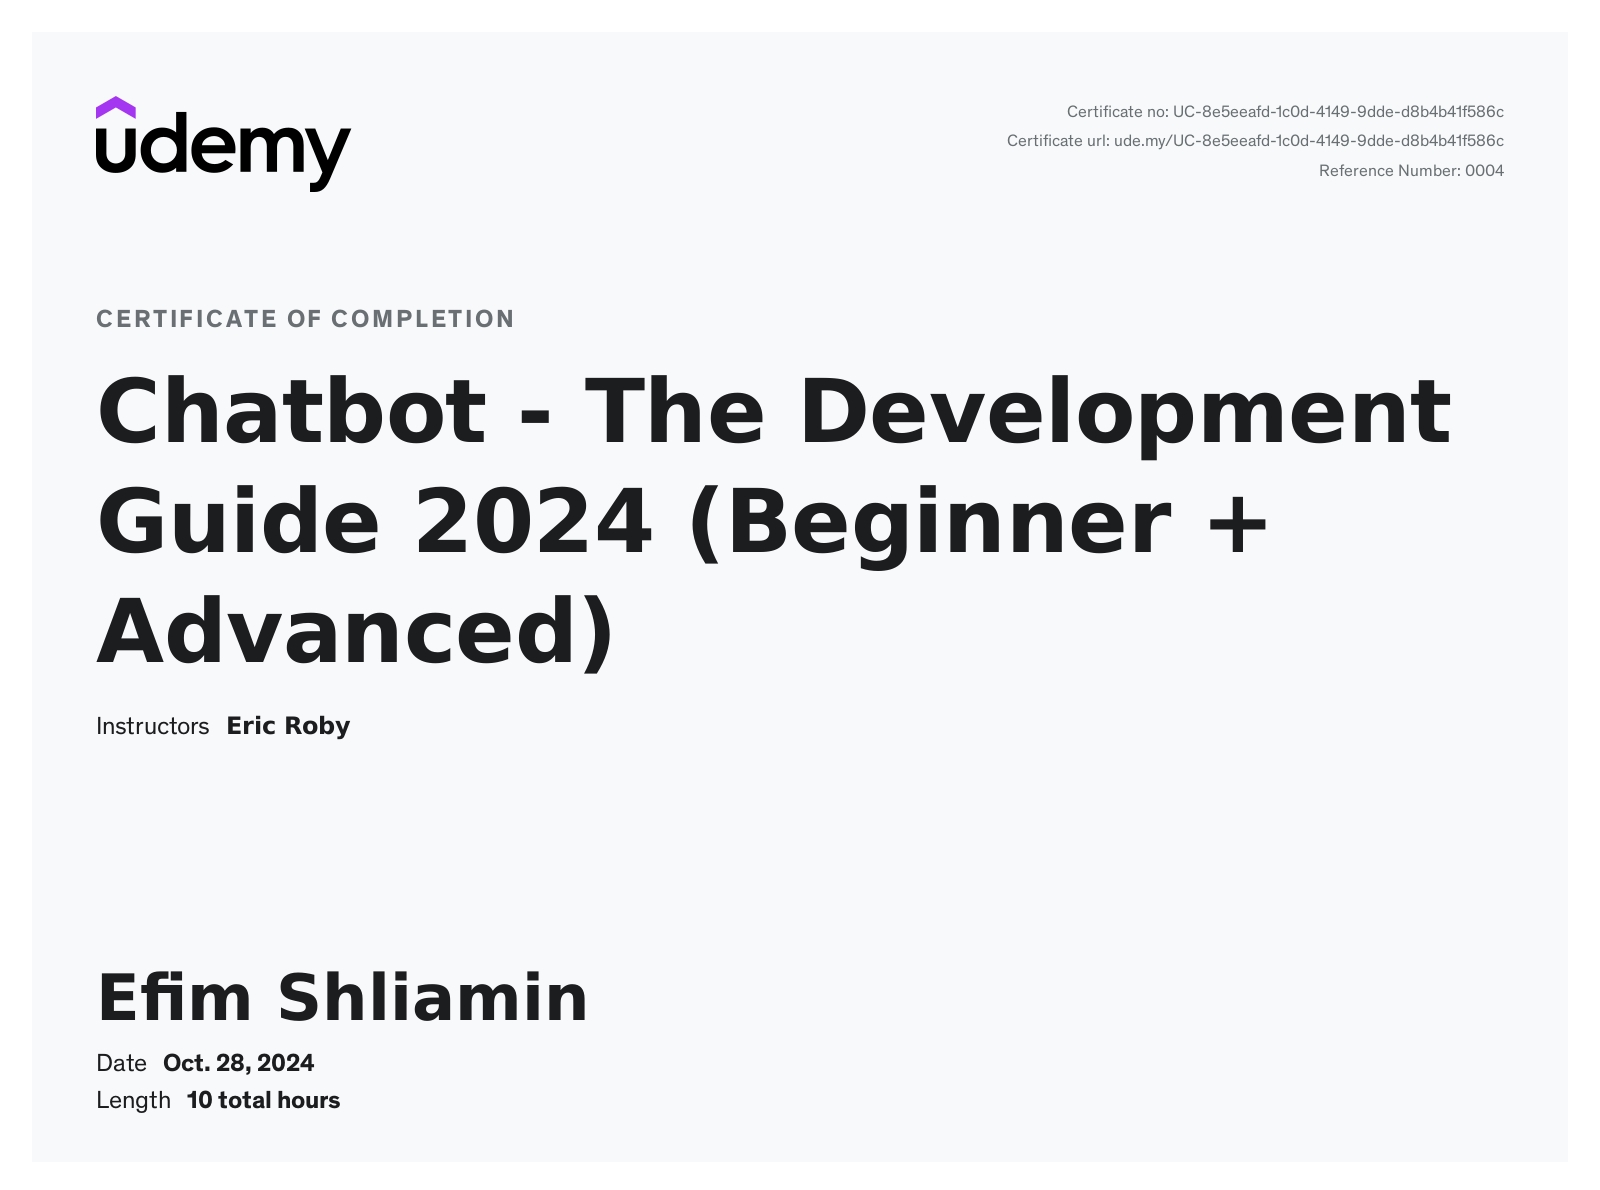 udemy
Certificate no: UC-8e5eeafd-1c0d-4149-9dde-d8b4b41f586c
Certificate url: ude.my/UC-8e5eeafd-1c0d-4149-9dde-d8b4b41f586c
Reference Number: 0004
CERTIFICATE OF COMPLETION
Chatbot - The Development
Guide 2024 (Beginner +
Advanced)
Instructors Eric Roby
Efim Shliamin
Date Oct. 28, 2024
Length 10 total hours